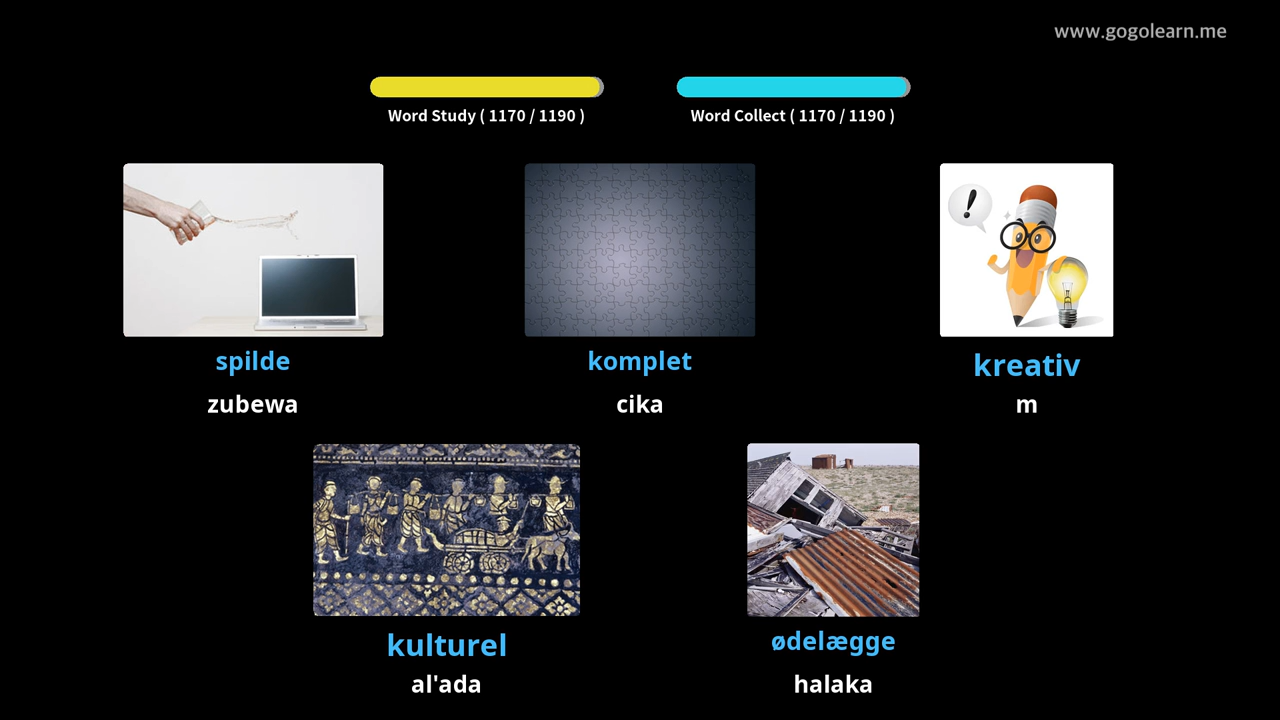 www.gogolearn.me
Word Study ( 1170 / 1190 )
Word Collect ( 1170 / 1190 )
!
spilde
komplet
kreativ
zubewa
cika
m
kulturel
ødelægge
al'ada
halaka